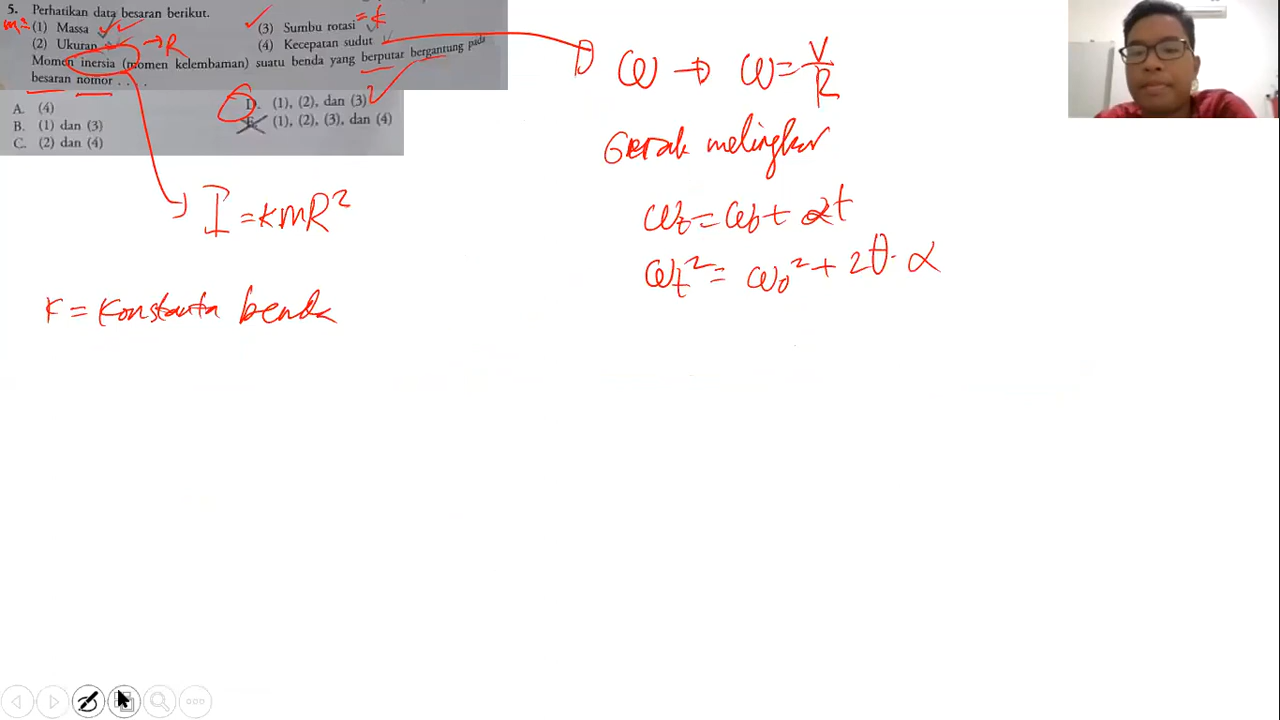 5. Perhatikan data besaran berikut.
m = (1) Massa
(2) Ukuran → R
(3) Sumbu rotasi = k
(4) Kecepatan sudut
Momen inersia (momen kelembaman) suatu benda yang berputar bergantung pada
besaran nomor . . . .
A. (4)
B. (1) dan (3)
C. (2) dan (4)
D. (1), (2), dan (3)
E. (1), (2), (3), dan (4)
I = kmR²
k = konstanta benda
ω → ω = V/R
Gerak melingkar
ωt = ω0 + αt
ωt² = ω0² + 2θ · α